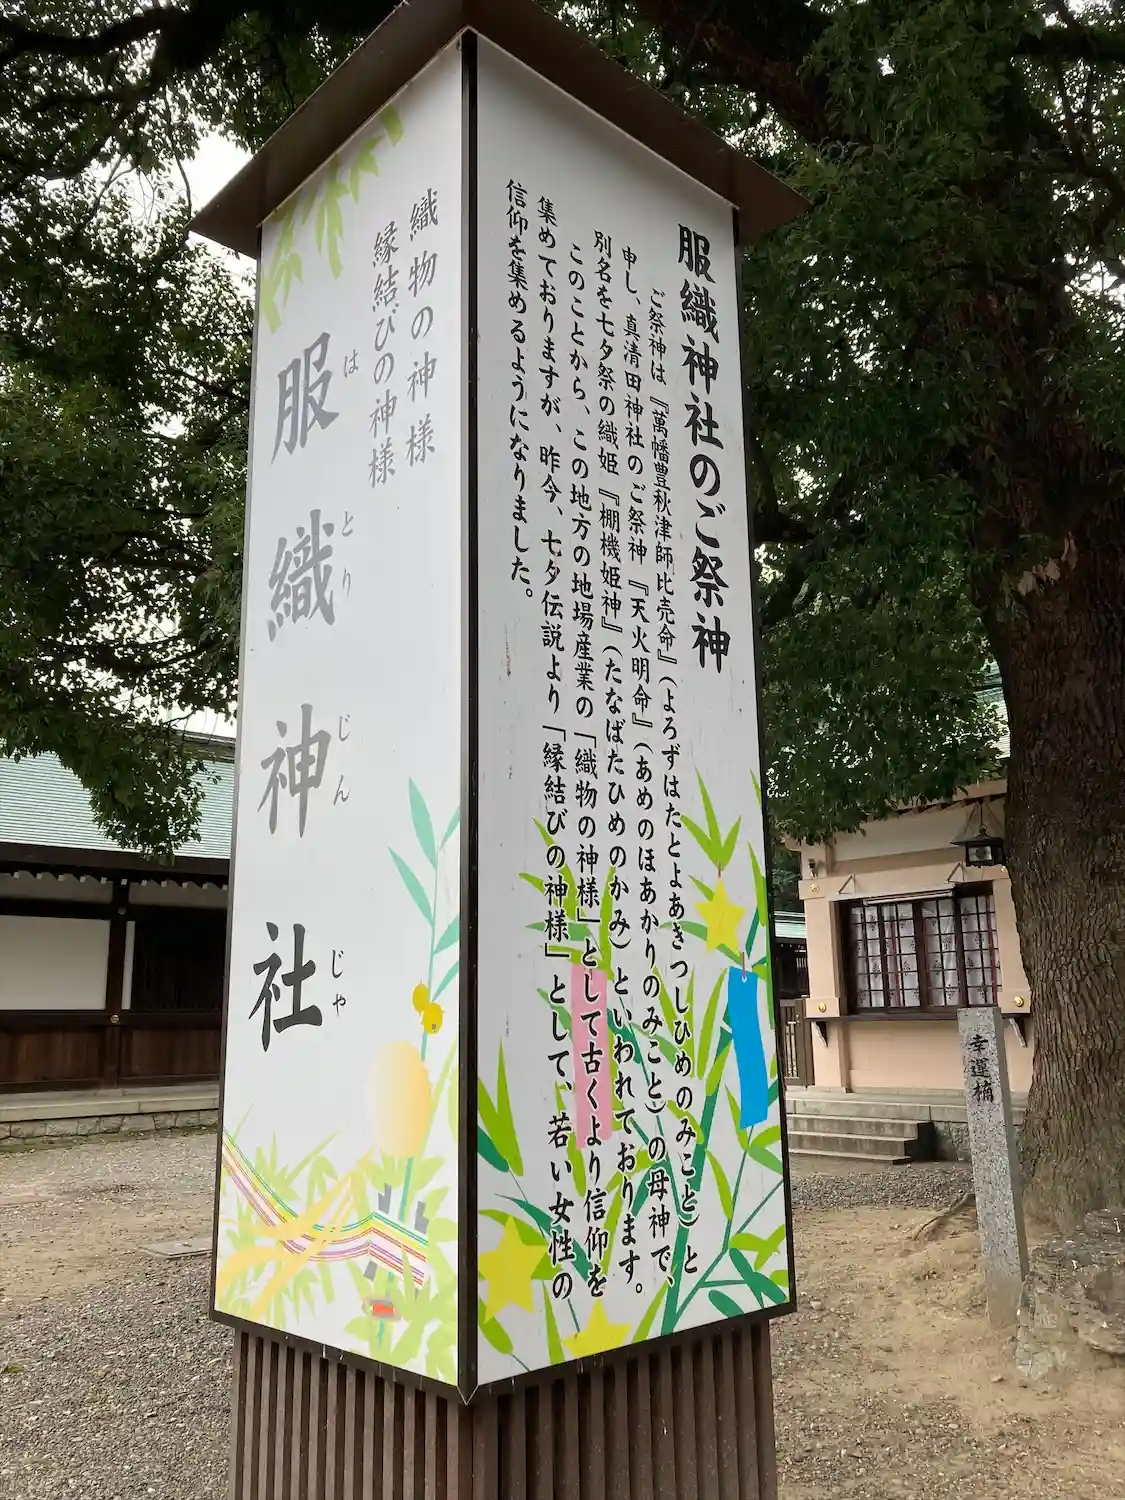 織物の神様
縁結びの神様
服織神社
はとりじんじゃ
服織神社のご祭神
ご祭神は『萬幡豊秋津師比売命』(よろずはたとよあきつしひめのみこと)と
申し、真清田神社のご祭神『天火明命』(あめのほあかりのみこと)の母神で、
別名を七夕祭の織姫『棚機姫神』(たなばたひめのかみ)といわれております。
このことから、この地方の地場産業の「織物の神様」として古くより信仰を
集めておりますが、昨今、七夕伝説より「縁結びの神様」として、若い女性の
信仰を集めるようになりました。
幸運楠